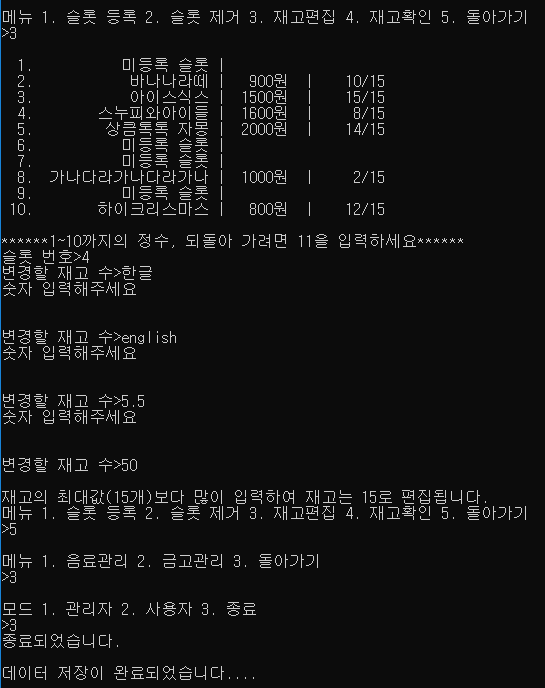 메뉴 1. 슬롯 등록 2. 슬롯 제거 3. 재고편집 4. 재고확인 5. 돌아가기
>3
1. 미등록 슬롯 |
2. 바나나라떼 | 900원 | 10/15
3. 아이스식스 | 1500원 | 15/15
4. 스누피와아이들 | 1600원 | 8/15
5. 상큼톡톡 자몽 | 2000원 | 14/15
6. 미등록 슬롯 |
7. 미등록 슬롯 |
8. 가나다라가나다라가나 | 1000원 | 2/15
9. 미등록 슬롯 |
10. 하이크리스마스 | 800원 | 12/15
******1~10까지의 정수, 되돌아 가려면 11을 입력하세요******
슬롯 번호>4
변경할 재고 수>한글
숫자 입력해주세요
변경할 재고 수>english
숫자 입력해주세요
변경할 재고 수>5.5
숫자 입력해주세요
변경할 재고 수>50
재고의 최대값(15개)보다 많이 입력하여 재고는 15로 편집됩니다.
메뉴 1. 슬롯 등록 2. 슬롯 제거 3. 재고편집 4. 재고확인 5. 돌아가기
>5
메뉴 1. 음료관리 2. 금고관리 3. 돌아가기
>3
모드 1. 관리자 2. 사용자 3. 종료
>3
종료되었습니다.
데이터 저장이 완료되었습니다....